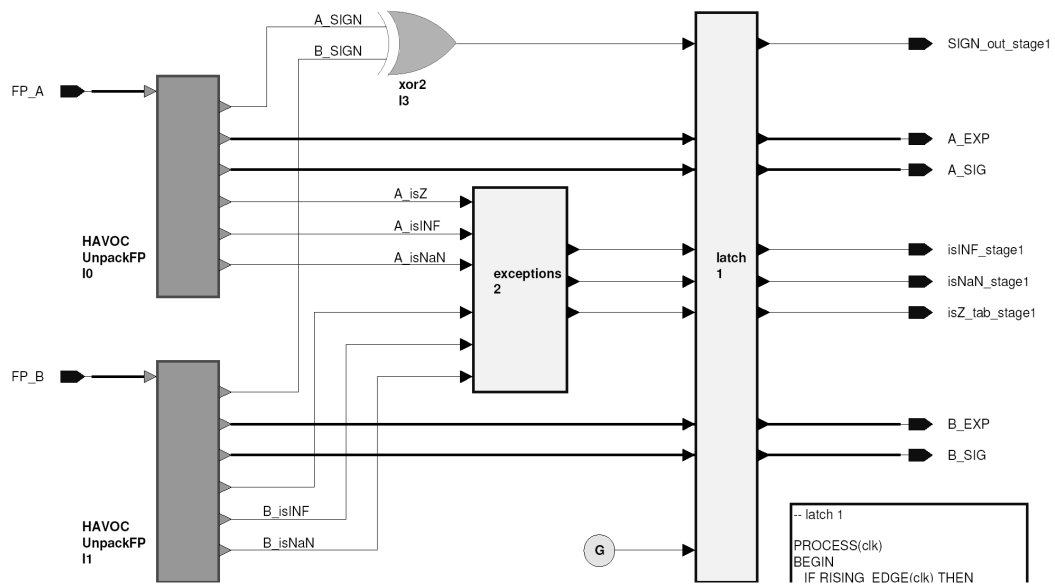 A_SIGN
SIGN_out_stage1
B_SIGN
FP_A
xor2
I3
A_EXP
A_SIG
A_isZ
A_isINF
HAVOC
UnpackFP
I0
A_isNaN
isINF_stage1
latch
1
exceptions
2
isNaN_stage1
isZ_tab_stage1
FP_B
B_EXP
B_SIG
B_isINF
HAVOC
UnpackFP
I1
B_isNaN
G
-- latch 1
PROCESS(clk)
BEGIN
IF RISING_EDGE(clk) THEN